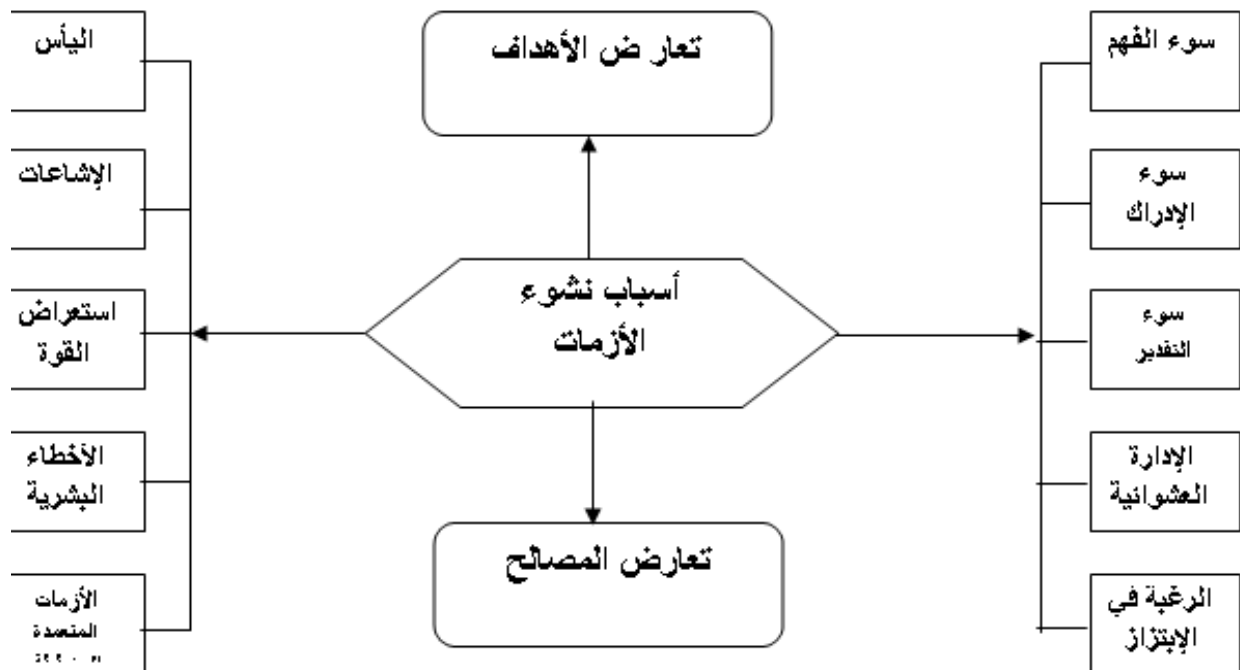 تعارض الأهداف
سوء الفهم
سوء
الإدراك
سوء
التقدير
الإدارة
العشوائية
الرغبة في
الإبتزاز
أسباب نشوء
الأزمات
تعارض المصالح
اليأس
الإشاعات
استعراض
القوة
الأخطاء
البشرية
الأزمات
المتعمدة